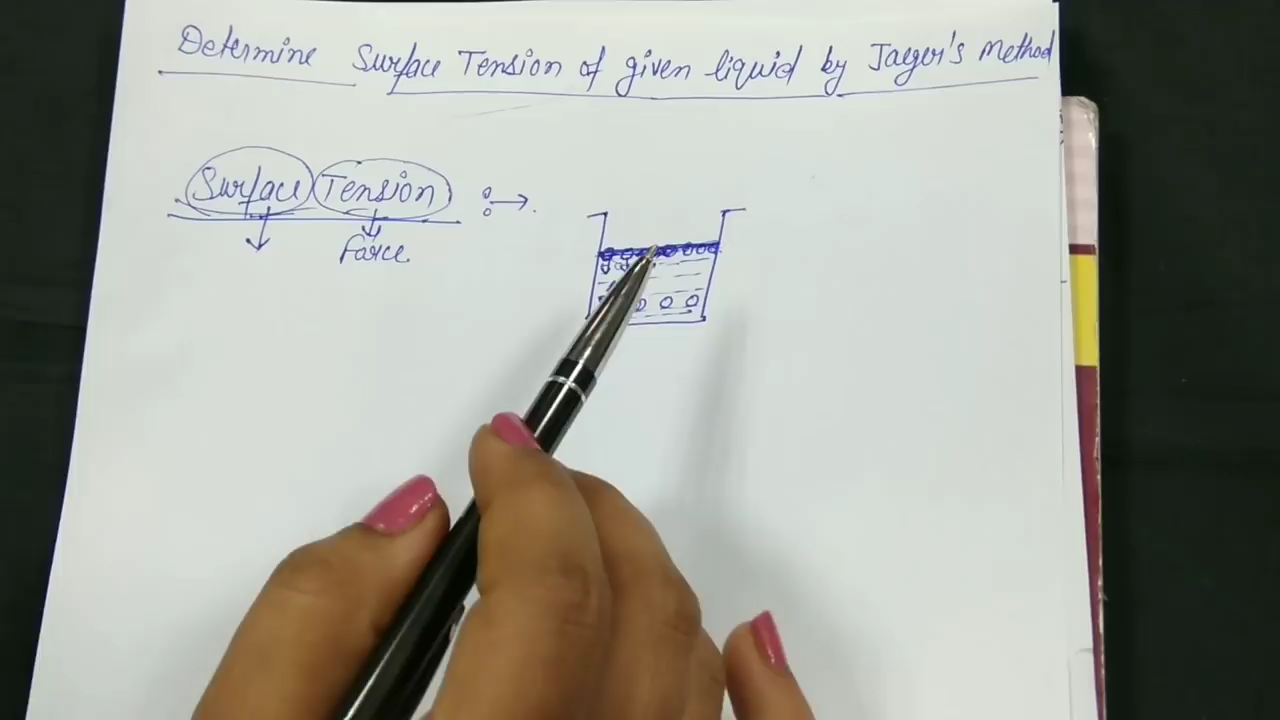 Determine Surface Tension of given liquid by Jaeger's Method
Surface Tension :→.
Force